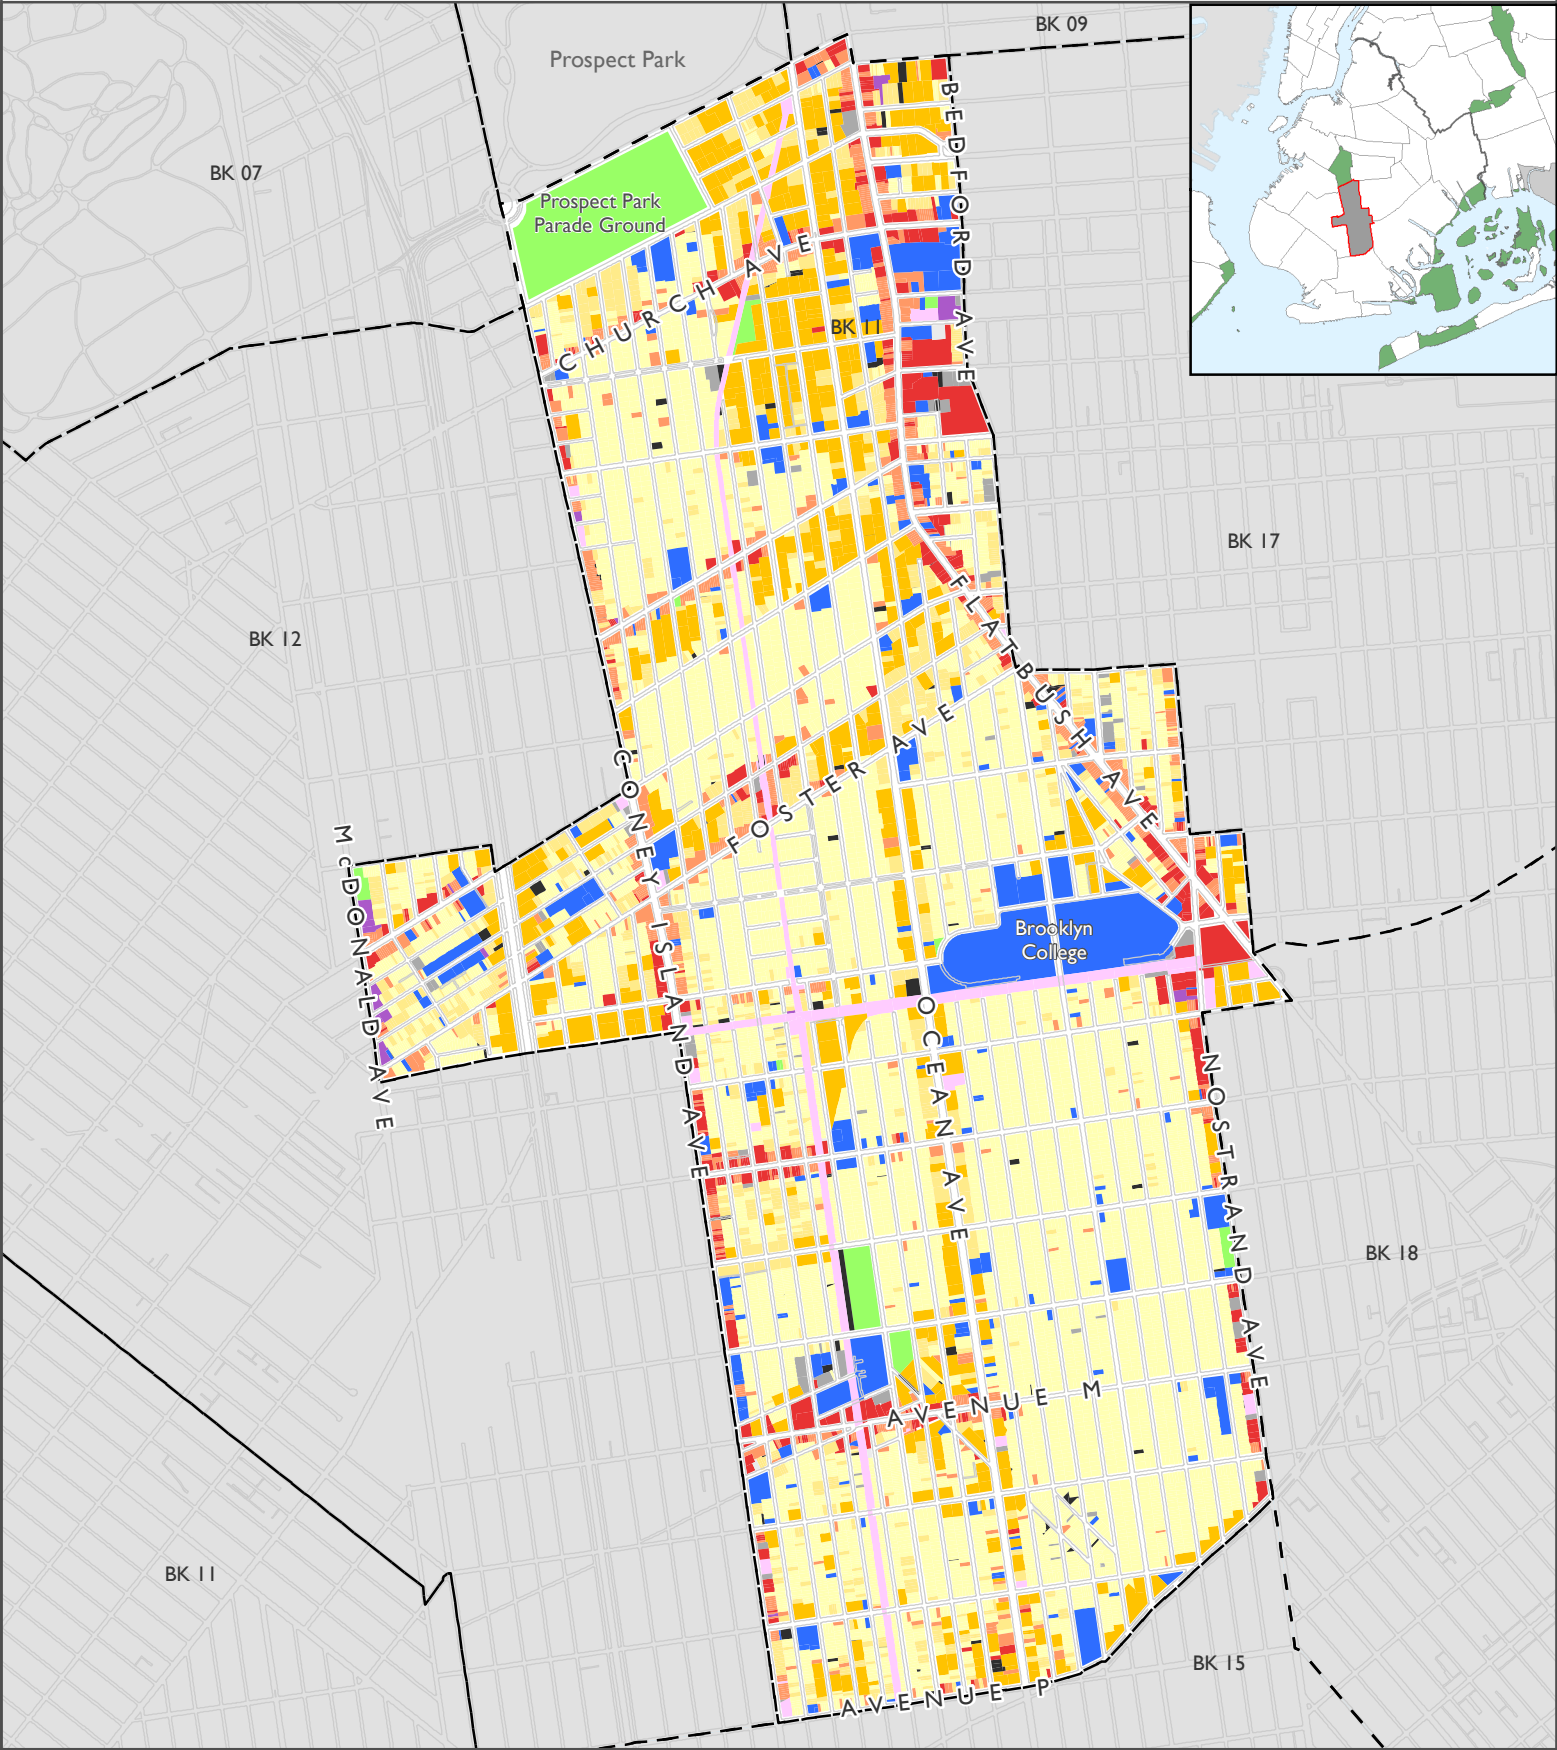 BK 09
Prospect Park
BEDFORD AVE
BK 07
Prospect Park
Parade Ground
CHURCH AVE
BK 11
BK 17
FLATBUSH AVE
BK 12
CONEY ISLAND AVE
FOSTER AVE
McDONALD AVE
Brooklyn
College
OCEAN AVE
NOSTRAND AVE
BK 18
AVENUE M
BK 11
BK 15
AVENUE P